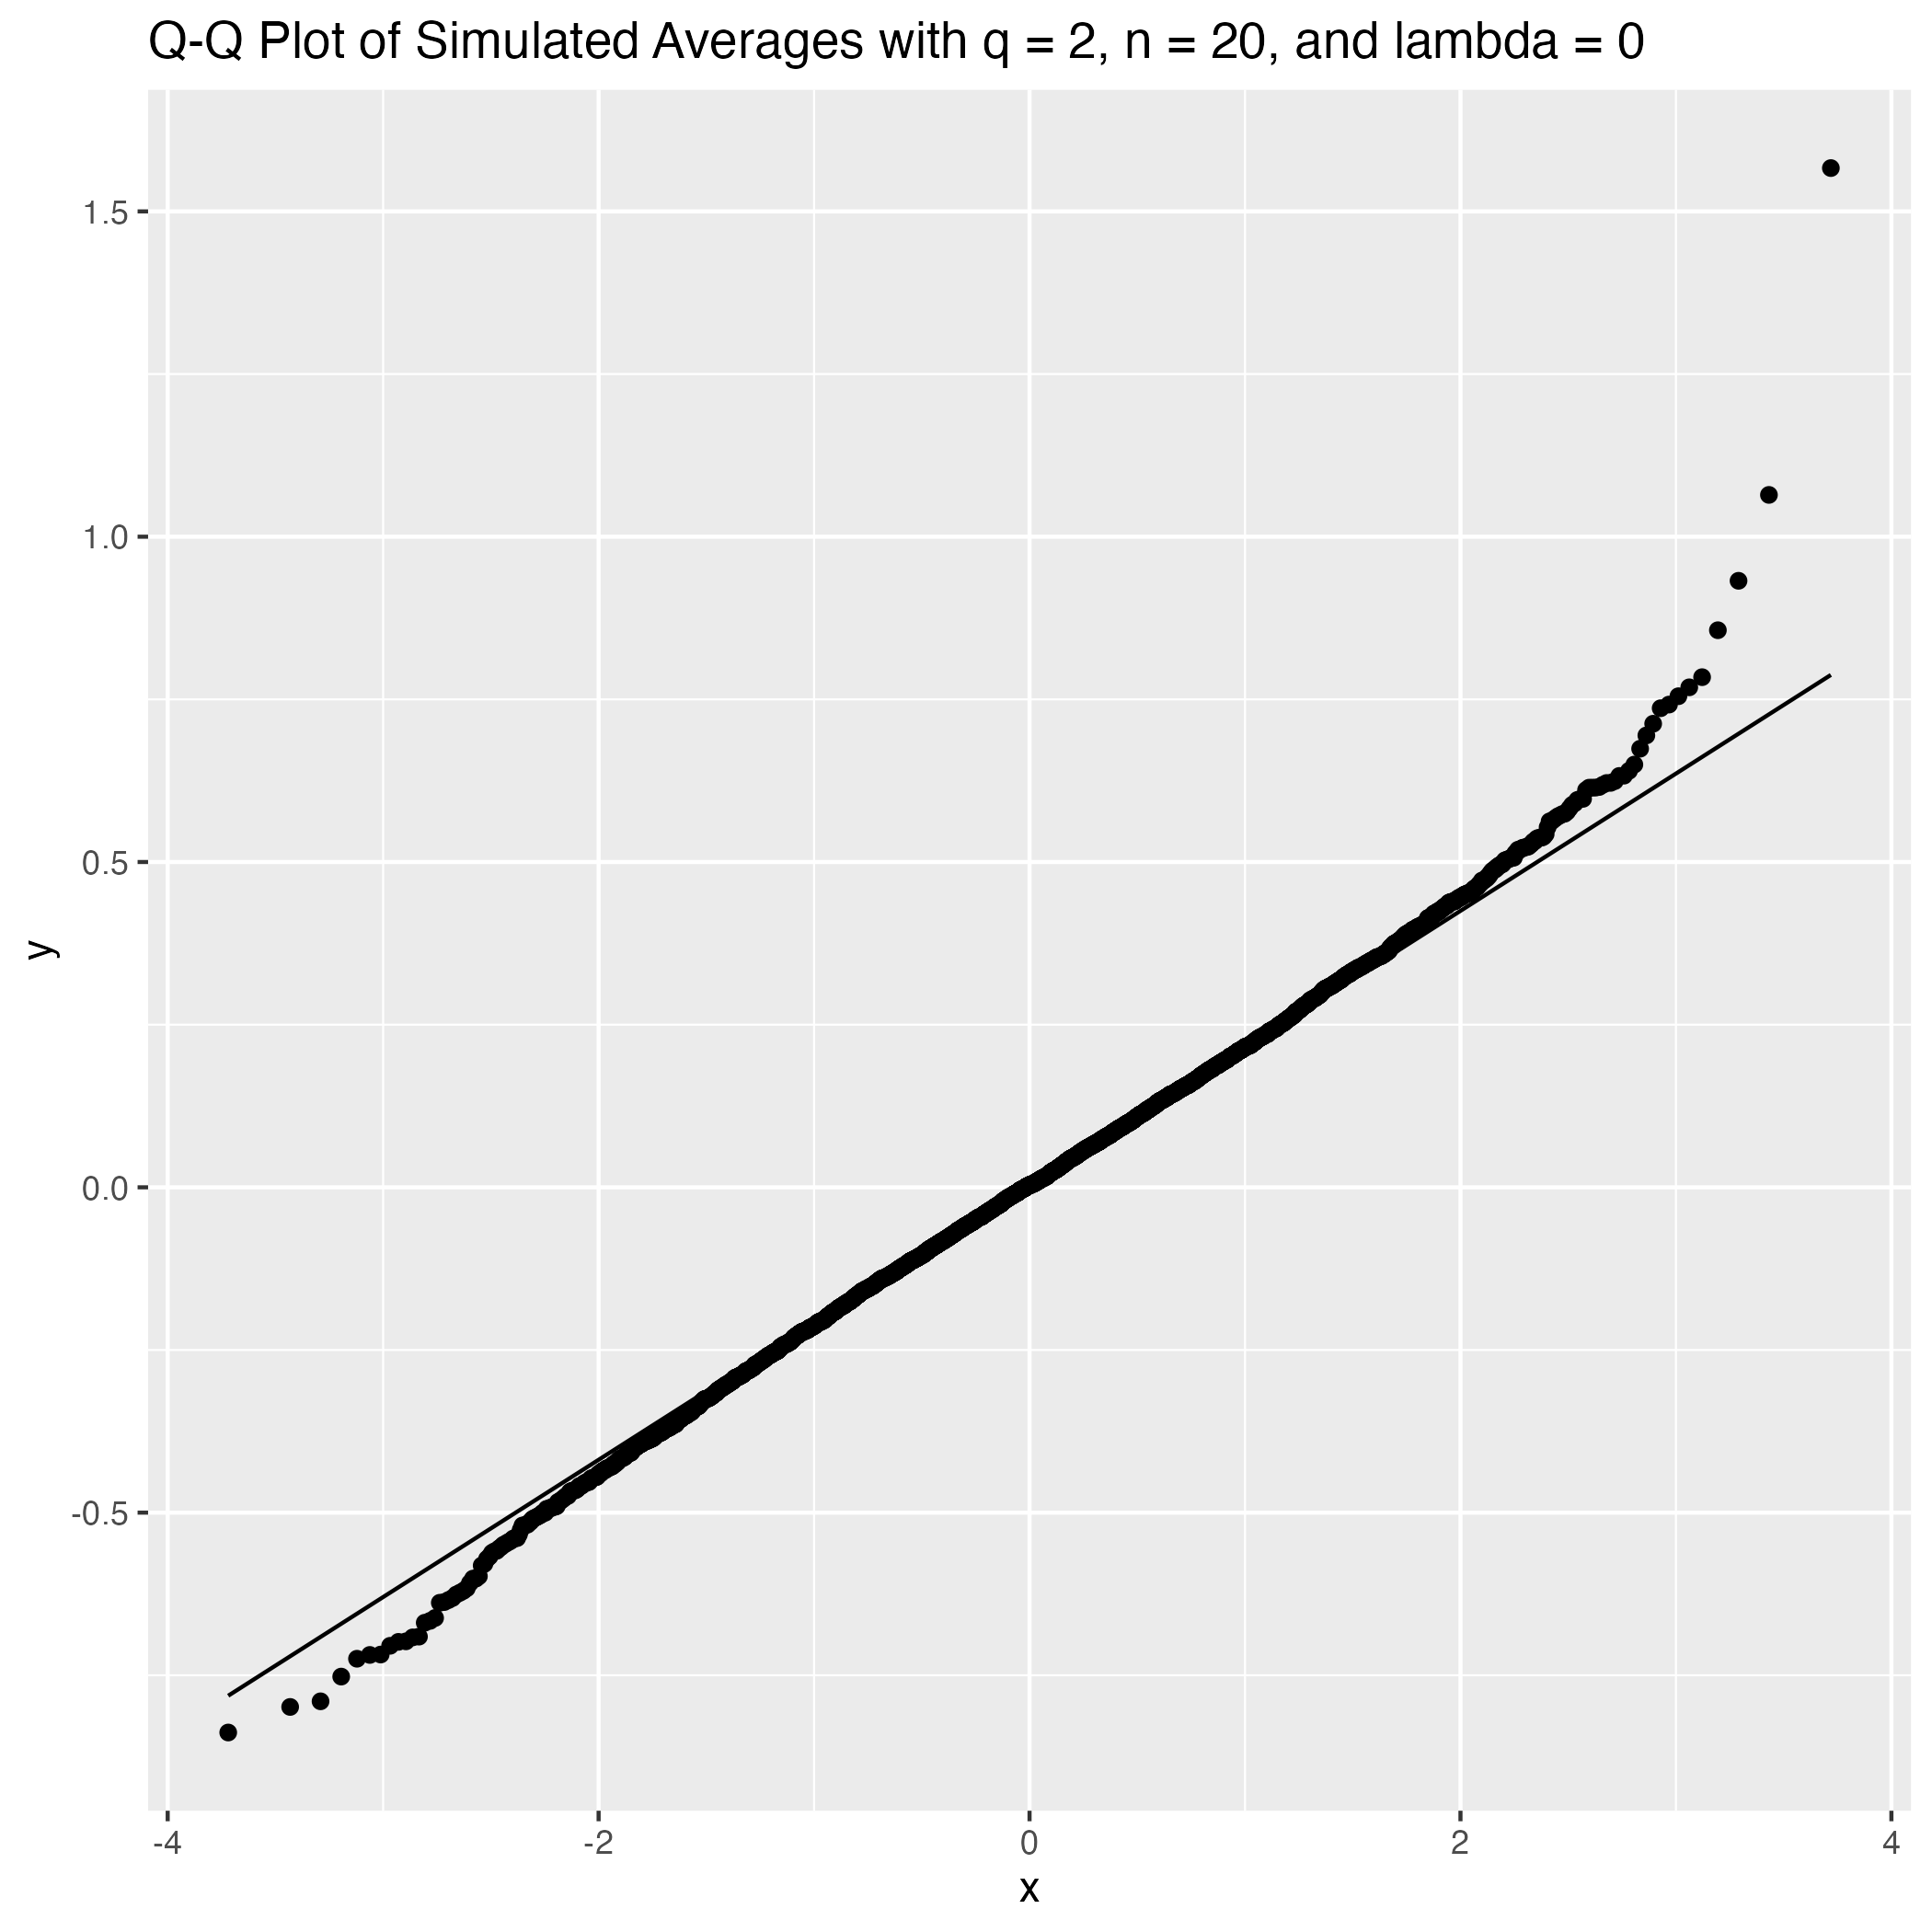 Q-Q Plot of Simulated Averages with q = 2, n = 20, and lambda = 0
1.5
1.0
0.5
0.0
-0.5
y
-4 -2 0 2 4
x